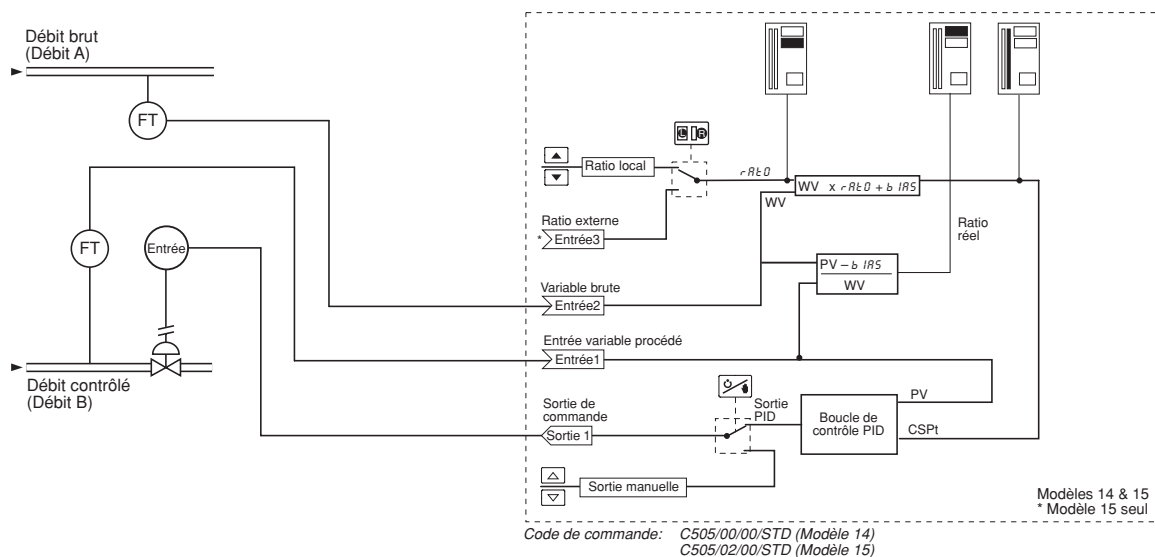 Débit brut
(Débit A)
FT
FT
Entrée
Débit contrôlé
(Débit B)
L R
Ratio local
rAtO
WV
WV x rAtO + bIAS
Ratio externe
* Entrée3
Ratio
réel
PV – bIAS
WV
Variable brute
Entrée2
Entrée variable procédé
Entrée1
PV
Sortie de
commande
Sortie 1
Sortie
PID
Boucle de
contrôle PID
CSPt
Sortie manuelle
Modèles 14 & 15
* Modèle 15 seul
Code de commande: C505/00/00/STD (Modèle 14)
C505/02/00/STD (Modèle 15)